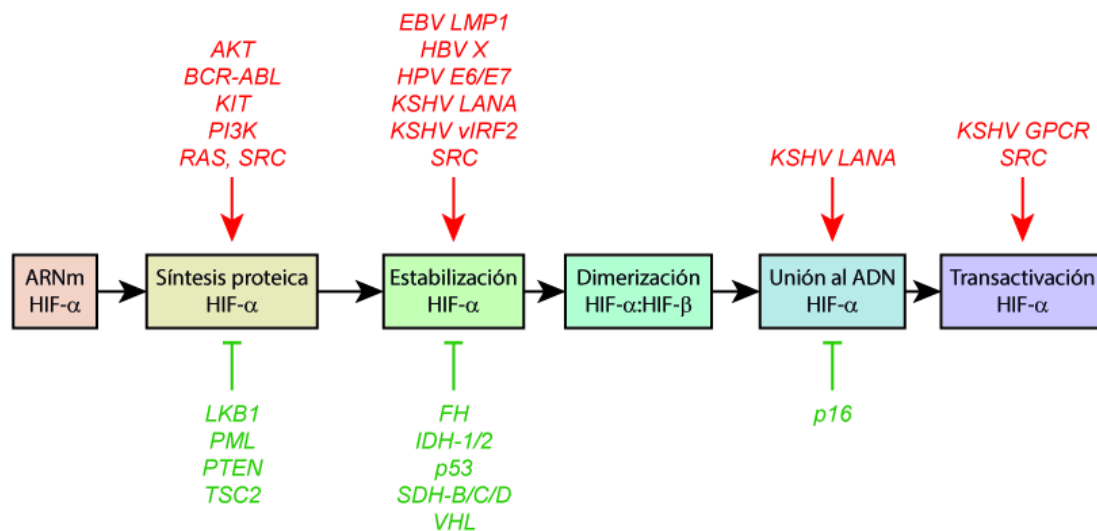 AKT
BCR-ABL
KIT
PI3K
RAS, SRC
EBV LMP1
HBV X
HPV E6/E7
KSHV LANA
KSHV vIRF2
SRC
KSHV LANA
KSHV GPCR
SRC
ARNm
HIF-α
Síntesis proteica
HIF-α
Estabilización
HIF-α
Dimerización
HIF-α:HIF-β
Unión al ADN
HIF-α
Transactivación
HIF-α
LKB1
PML
PTEN
TSC2
FH
IDH-1/2
p53
SDH-B/C/D
VHL
p16